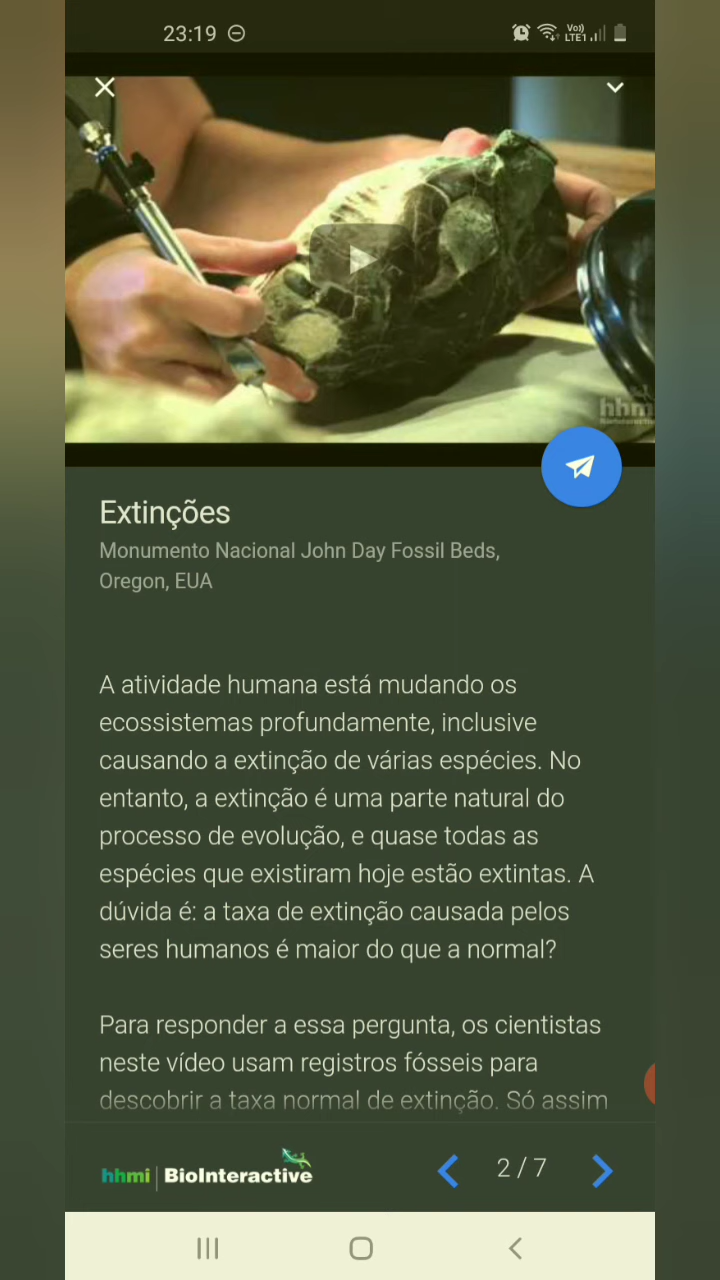 23:19
Vo))
LTE1
hhm
Extinções
Monumento Nacional John Day Fossil Beds,
Oregon, EUA
A atividade humana está mudando os
ecossistemas profundamente, inclusive
causando a extinção de várias espécies. No
entanto, a extinção é uma parte natural do
processo de evolução, e quase todas as
espécies que existiram hoje estão extintas. A
dúvida é: a taxa de extinção causada pelos
seres humanos é maior do que a normal?
Para responder a essa pergunta, os cientistas
neste vídeo usam registros fósseis para
descobrir a taxa normal de extinção. Só assim
hhmi | BioInteractive
2 / 7